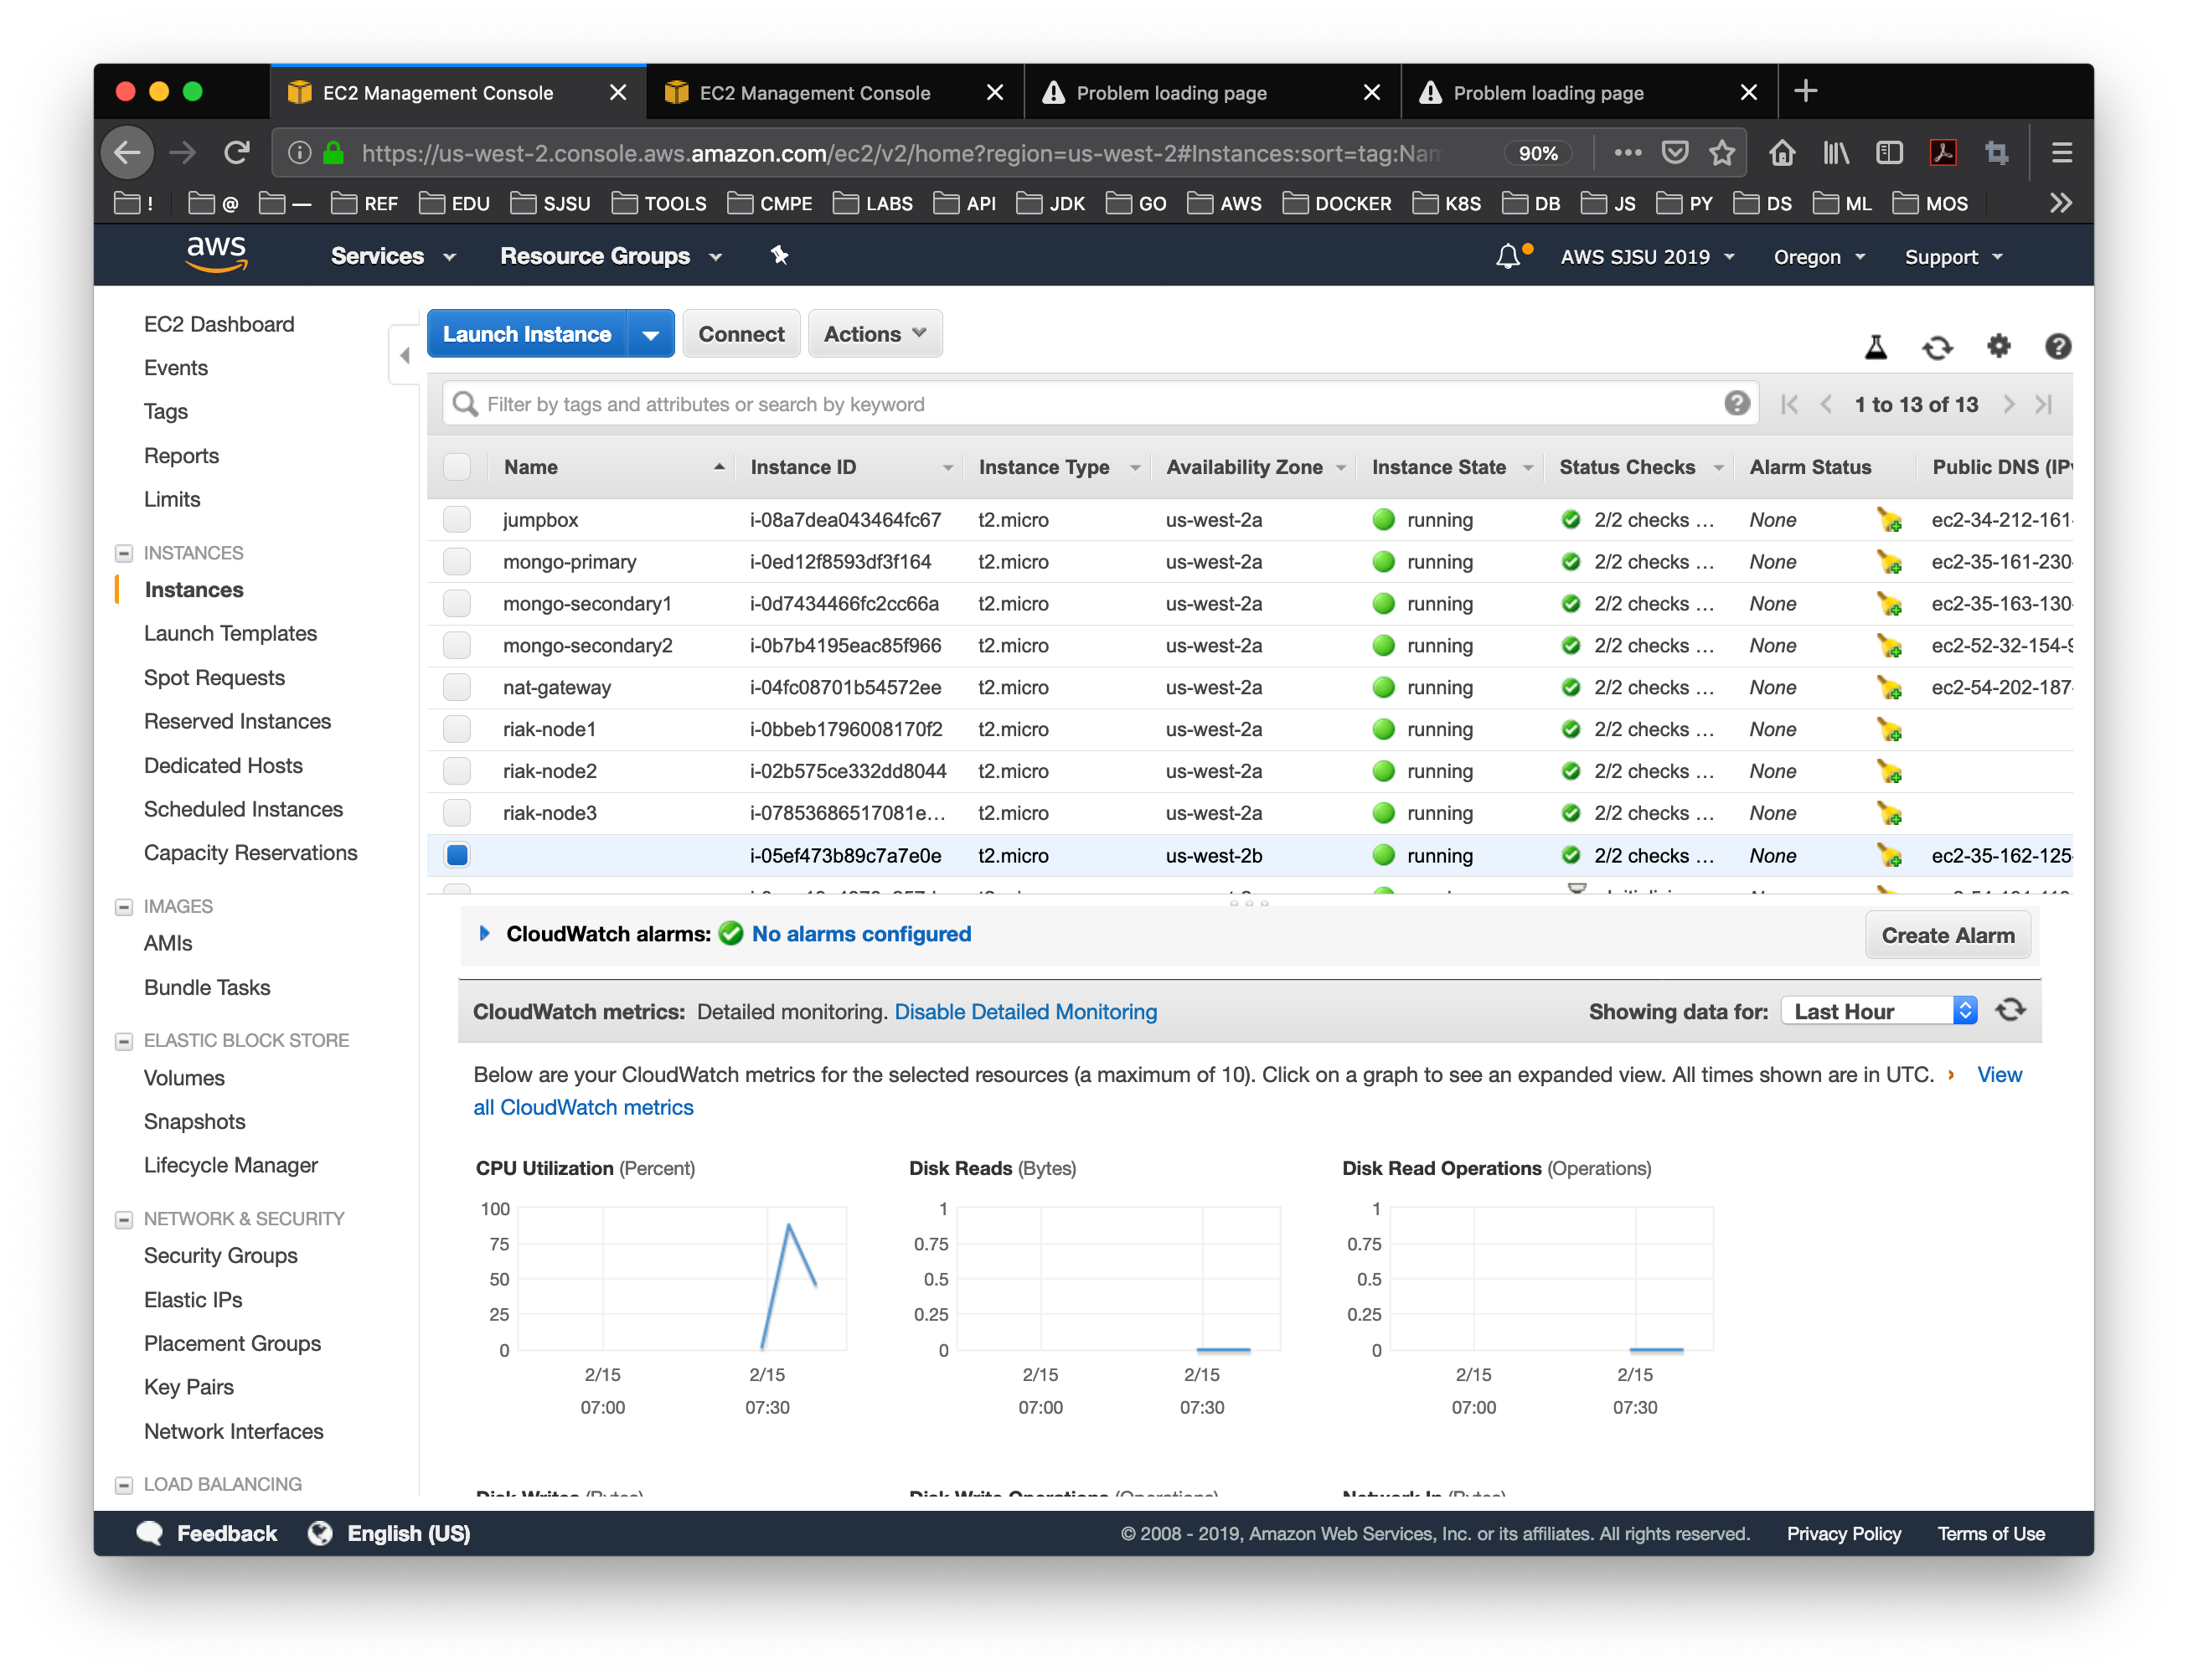 EC2 Management Console
EC2 Management Console
Problem loading page
Problem loading page
https://us-west-2.console.aws.amazon.com/ec2/v2/home?region=us-west-2#Instances:sort=tag:Nam
90%
! @ — REF EDU SJSU TOOLS CMPE LABS API JDK GO AWS DOCKER K8S DB JS PY DS ML MOS
aws Services Resource Groups AWS SJSU 2019 Oregon Support
EC2 Dashboard
Events
Tags
Reports
Limits
INSTANCES
Instances
Launch Templates
Spot Requests
Reserved Instances
Dedicated Hosts
Scheduled Instances
Capacity Reservations
IMAGES
AMIs
Bundle Tasks
ELASTIC BLOCK STORE
Volumes
Snapshots
Lifecycle Manager
NETWORK & SECURITY
Security Groups
Elastic IPs
Placement Groups
Key Pairs
Network Interfaces
LOAD BALANCING
Launch Instance Connect Actions
Filter by tags and attributes or search by keyword
1 to 13 of 13
Name Instance ID Instance Type Availability Zone Instance State Status Checks Alarm Status Public DNS (IPv
jumpbox i-08a7dea043464fc67 t2.micro us-west-2a running 2/2 checks ... None ec2-34-212-161-
mongo-primary i-0ed12f8593df3f164 t2.micro us-west-2a running 2/2 checks ... None ec2-35-161-230-
mongo-secondary1 i-0d7434466fc2cc66a t2.micro us-west-2a running 2/2 checks ... None ec2-35-163-130-
mongo-secondary2 i-0b7b4195eac85f966 t2.micro us-west-2a running 2/2 checks ... None ec2-52-32-154-9
nat-gateway i-04fc08701b54572ee t2.micro us-west-2a running 2/2 checks ... None ec2-54-202-187-
riak-node1 i-0bbeb1796008170f2 t2.micro us-west-2a running 2/2 checks ... None
riak-node2 i-02b575ce332dd8044 t2.micro us-west-2a running 2/2 checks ... None
riak-node3 i-07853686517081e... t2.micro us-west-2a running 2/2 checks ... None
i-05ef473b89c7a7e0e t2.micro us-west-2b running 2/2 checks ... None ec2-35-162-125-
CloudWatch alarms: No alarms configured
Create Alarm
CloudWatch metrics: Detailed monitoring. Disable Detailed Monitoring
Showing data for: Last Hour
Below are your CloudWatch metrics for the selected resources (a maximum of 10). Click on a graph to see an expanded view. All times shown are in UTC. View
all CloudWatch metrics
CPU Utilization (Percent)
100
75
50
25
0
2/15 2/15
07:00 07:30
Disk Reads (Bytes)
1
0.75
0.5
0.25
0
2/15 2/15
07:00 07:30
Disk Read Operations (Operations)
1
0.75
0.5
0.25
0
2/15 2/15
07:00 07:30
Disk Writes (Bytes)
Disk Write Operations (Operations)
Network In (Bytes)
Feedback English (US)
© 2008 - 2019, Amazon Web Services, Inc. or its affiliates. All rights reserved. Privacy Policy Terms of Use